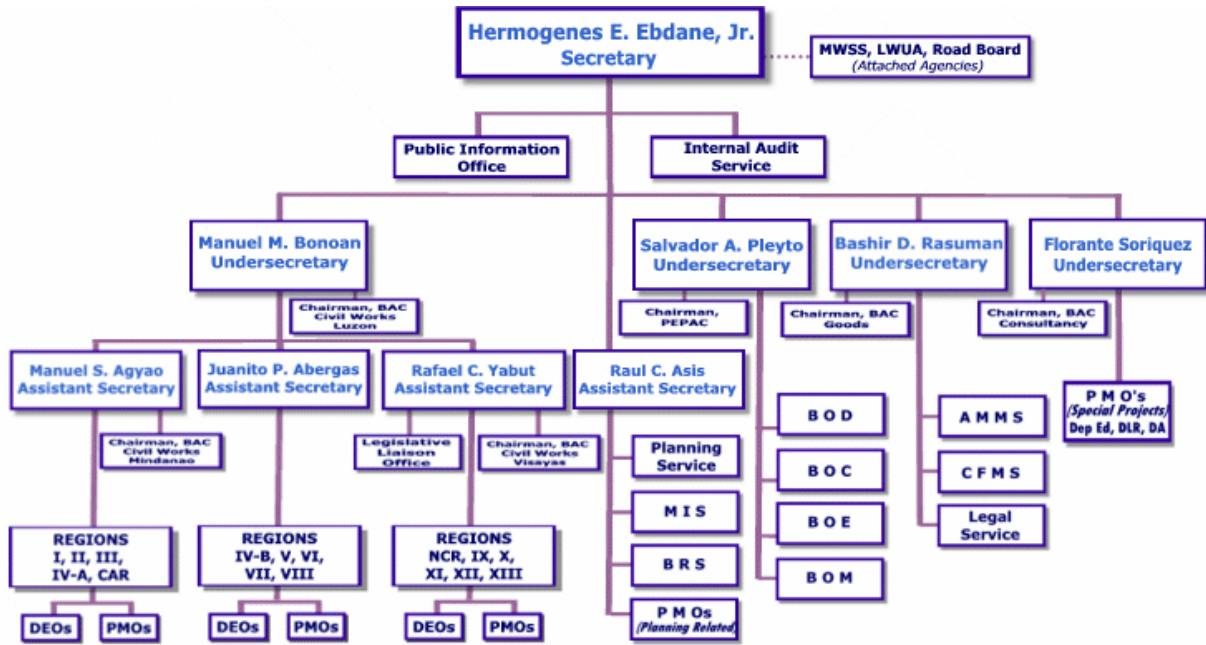 Hermogenes E. Ebdane, Jr.
Secretary
MWSS, LWUA, Road Board
(Attached Agencies)
Public Information
Office
Internal Audit
Service
Manuel M. Bonoan
Undersecretary
Salvador A. Pleyto
Undersecretary
Bashir D. Rasuman
Undersecretary
Florante Soriquez
Undersecretary
Chairman, BAC
Civil Works
Luzon
Chairman,
PEPAC
Chairman, BAC
Goods
Chairman, BAC
Consultancy
Manuel S. Agyao
Assistant Secretary
Juanito P. Abergas
Assistant Secretary
Rafael C. Yabut
Assistant Secretary
Raul C. Asis
Assistant Secretary
Chairman, BAC
Civil Works
Mindanao
Legislative
Liaison
Office
Chairman, BAC
Civil Works
Visayas
REGIONS
I, II, III,
IV-A, CAR
DEOs
PMOs
REGIONS
IV-B, V, VI,
VII, VIII
DEOs
PMOs
REGIONS
NCR, IX, X,
XI, XII, XIII
DEOs
PMOs
Planning
Service
M I S
B R S
P M Os
(Planning Related)
B O D
B O C
B O E
B O M
A M M S
C F M S
Legal
Service
P M O's
(Special Projects)
Dep Ed, DLR, DA